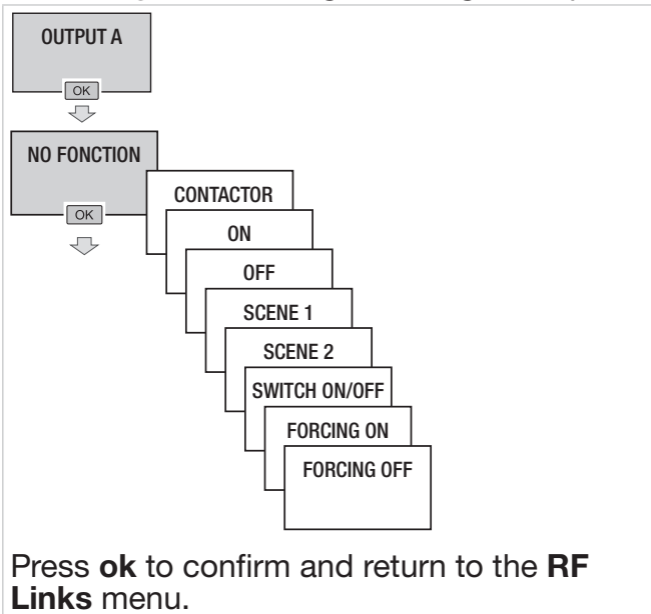 OUTPUT A
OK
NO FONCTION
OK
CONTACTOR
ON
OFF
SCENE 1
SCENE 2
SWITCH ON/OFF
FORCING ON
FORCING OFF
Press ok to confirm and return to the RF
Links menu.